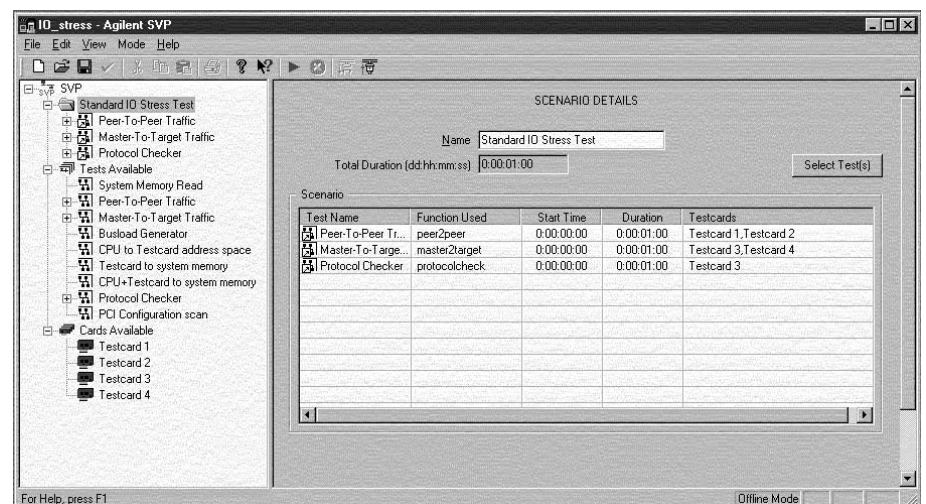 IO_stress - Agilent SVP
File Edit View Mode Help
SVP
Standard IO Stress Test
Peer-To-Peer Traffic
Master-To-Target Traffic
Protocol Checker
Tests Available
System Memory Read
Peer-To-Peer Traffic
Master-To-Target Traffic
Busload Generator
CPU to Testcard address space
Testcard to system memory
CPU+Testcard to system memory
Protocol Checker
PCI Configuration scan
Cards Available
Testcard 1
Testcard 2
Testcard 3
Testcard 4
SCENARIO DETAILS
Name Standard IO Stress Test
Total Duration (dd:hh:mm:ss) 0:00:01:00 Select Test(s)
Scenario
Test Name Function Used Start Time Duration Testcards
Peer-To-Peer Tr... peer2peer 0:00:00:00 0:00:01:00 Testcard 1,Testcard 2
Master-To-Targe... master2target 0:00:00:00 0:00:01:00 Testcard 3,Testcard 4
Protocol Checker protocolcheck 0:00:00:00 0:00:01:00 Testcard 3
For Help, press F1 Offline Mode